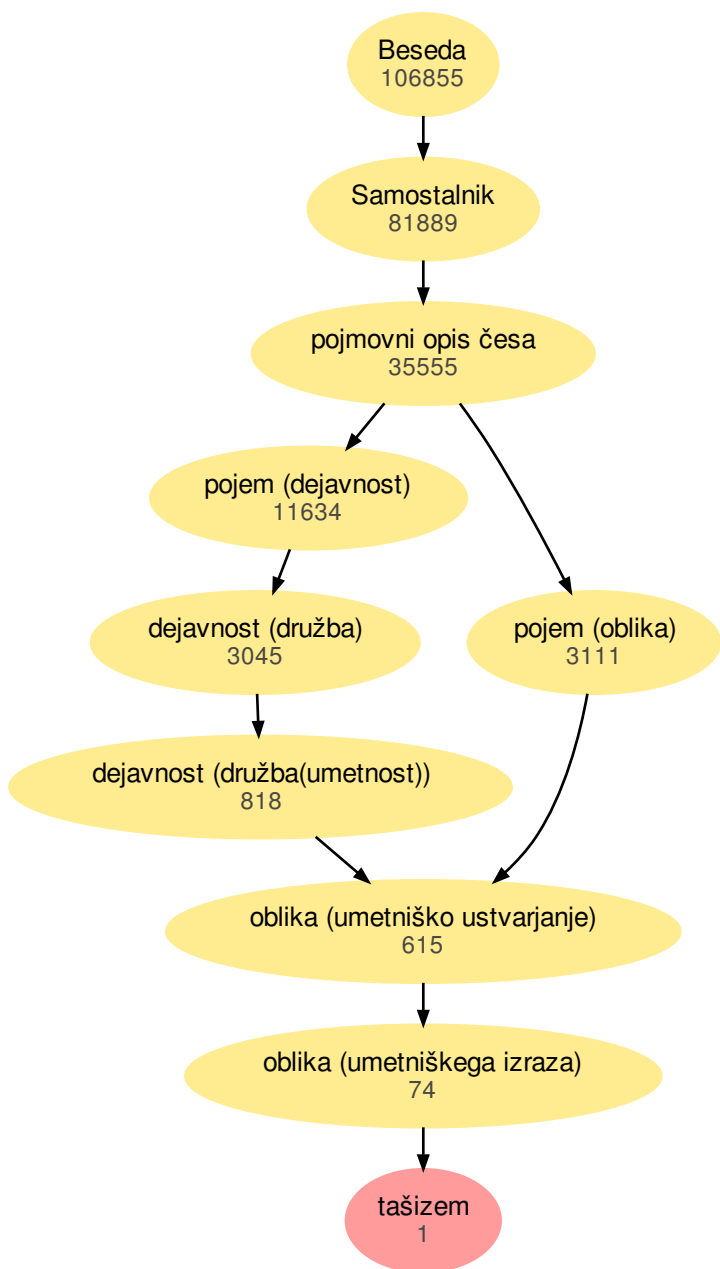 Beseda
106855
Samostalnik
81889
pojmovni opis česa
35555
pojem (dejavnost)
11634
dejavnost (družba)
3045
pojem (oblika)
3111
dejavnost (družba(umetnost))
818
oblika (umetniško ustvarjanje)
615
oblika (umetniškega izraza)
74
tašizem
1